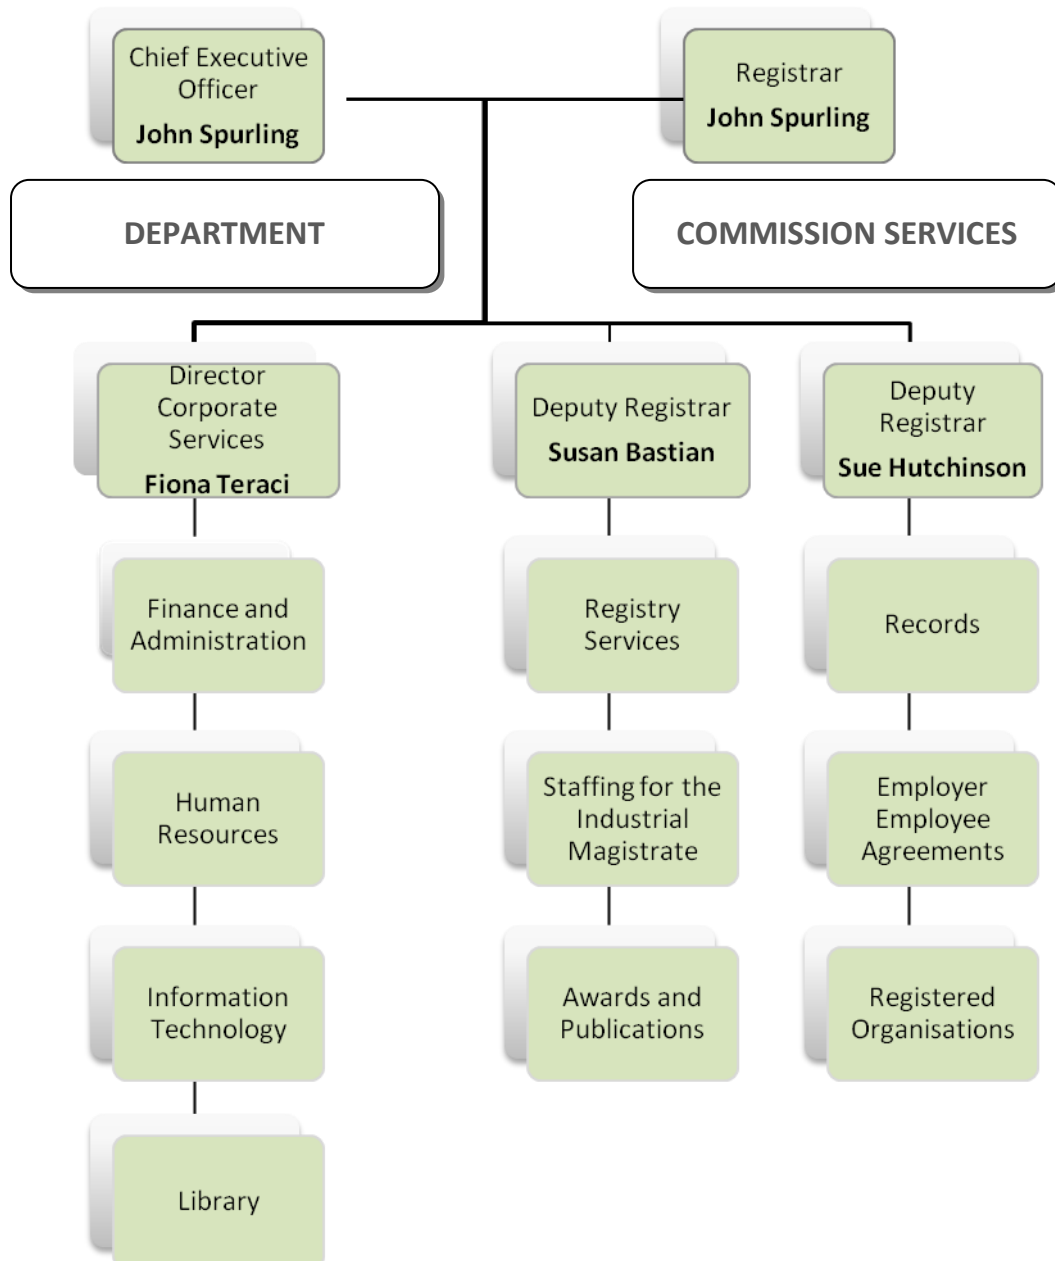 Chief Executive
Officer
John Spurling
Registrar
John Spurling
DEPARTMENT
COMMISSION SERVICES
Director
Corporate
Services
Fiona Teraci
Deputy Registrar
Susan Bastian
Deputy
Registrar
Sue Hutchinson
Finance and
Administration
Registry
Services
Records
Human
Resources
Staffing for the
Industrial
Magistrate
Employer
Employee
Agreements
Information
Technology
Awards and
Publications
Registered
Organisations
Library